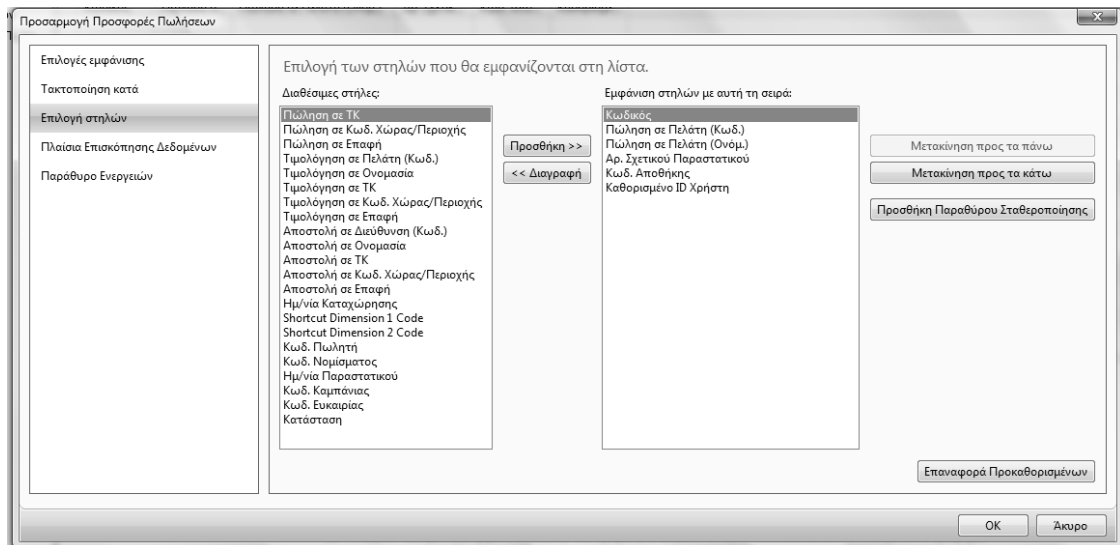 Προσαρμογή Προσφορές Πωλήσεων
Επιλογές εμφάνισης
Τακτοποίηση κατά
Επιλογή στηλών
Πλαίσια Επισκόπησης Δεδομένων
Παράθυρο Ενεργειών
Επιλογή των στηλών που θα εμφανίζονται στη λίστα.
Διαθέσιμες στήλες:
Πώληση σε ΤΚ
Πώληση σε Κωδ. Χώρας/Περιοχής
Πώληση σε Επαφή
Τιμολόγηση σε Πελάτη (Κωδ.)
Τιμολόγηση σε Ονομασία
Τιμολόγηση σε ΤΚ
Τιμολόγηση σε Κωδ. Χώρας/Περιοχής
Τιμολόγηση σε Επαφή
Αποστολή σε Διεύθυνση (Κωδ.)
Αποστολή σε Ονομασία
Αποστολή σε ΤΚ
Αποστολή σε Κωδ. Χώρας/Περιοχής
Αποστολή σε Επαφή
Ημ/νία Καταχώρησης
Shortcut Dimension 1 Code
Shortcut Dimension 2 Code
Κωδ. Πωλητή
Κωδ. Νομίσματος
Ημ/νία Παραστατικού
Κωδ. Καμπάνιας
Κωδ. Ευκαιρίας
Κατάσταση
Προσθήκη >>
<< Διαγραφή
Εμφάνιση στηλών με αυτή τη σειρά:
Κωδικός
Πώληση σε Πελάτη (Κωδ.)
Πώληση σε Πελάτη (Ονόμ.)
Αρ. Σχετικού Παραστατικού
Κωδ. Αποθήκης
Καθορισμένο ID Χρήστη
Μετακίνηση προς τα πάνω
Μετακίνηση προς τα κάτω
Προσθήκη Παραθύρου Σταθεροποίησης
Επαναφορά Προκαθορισμένων
OK
Άκυρο